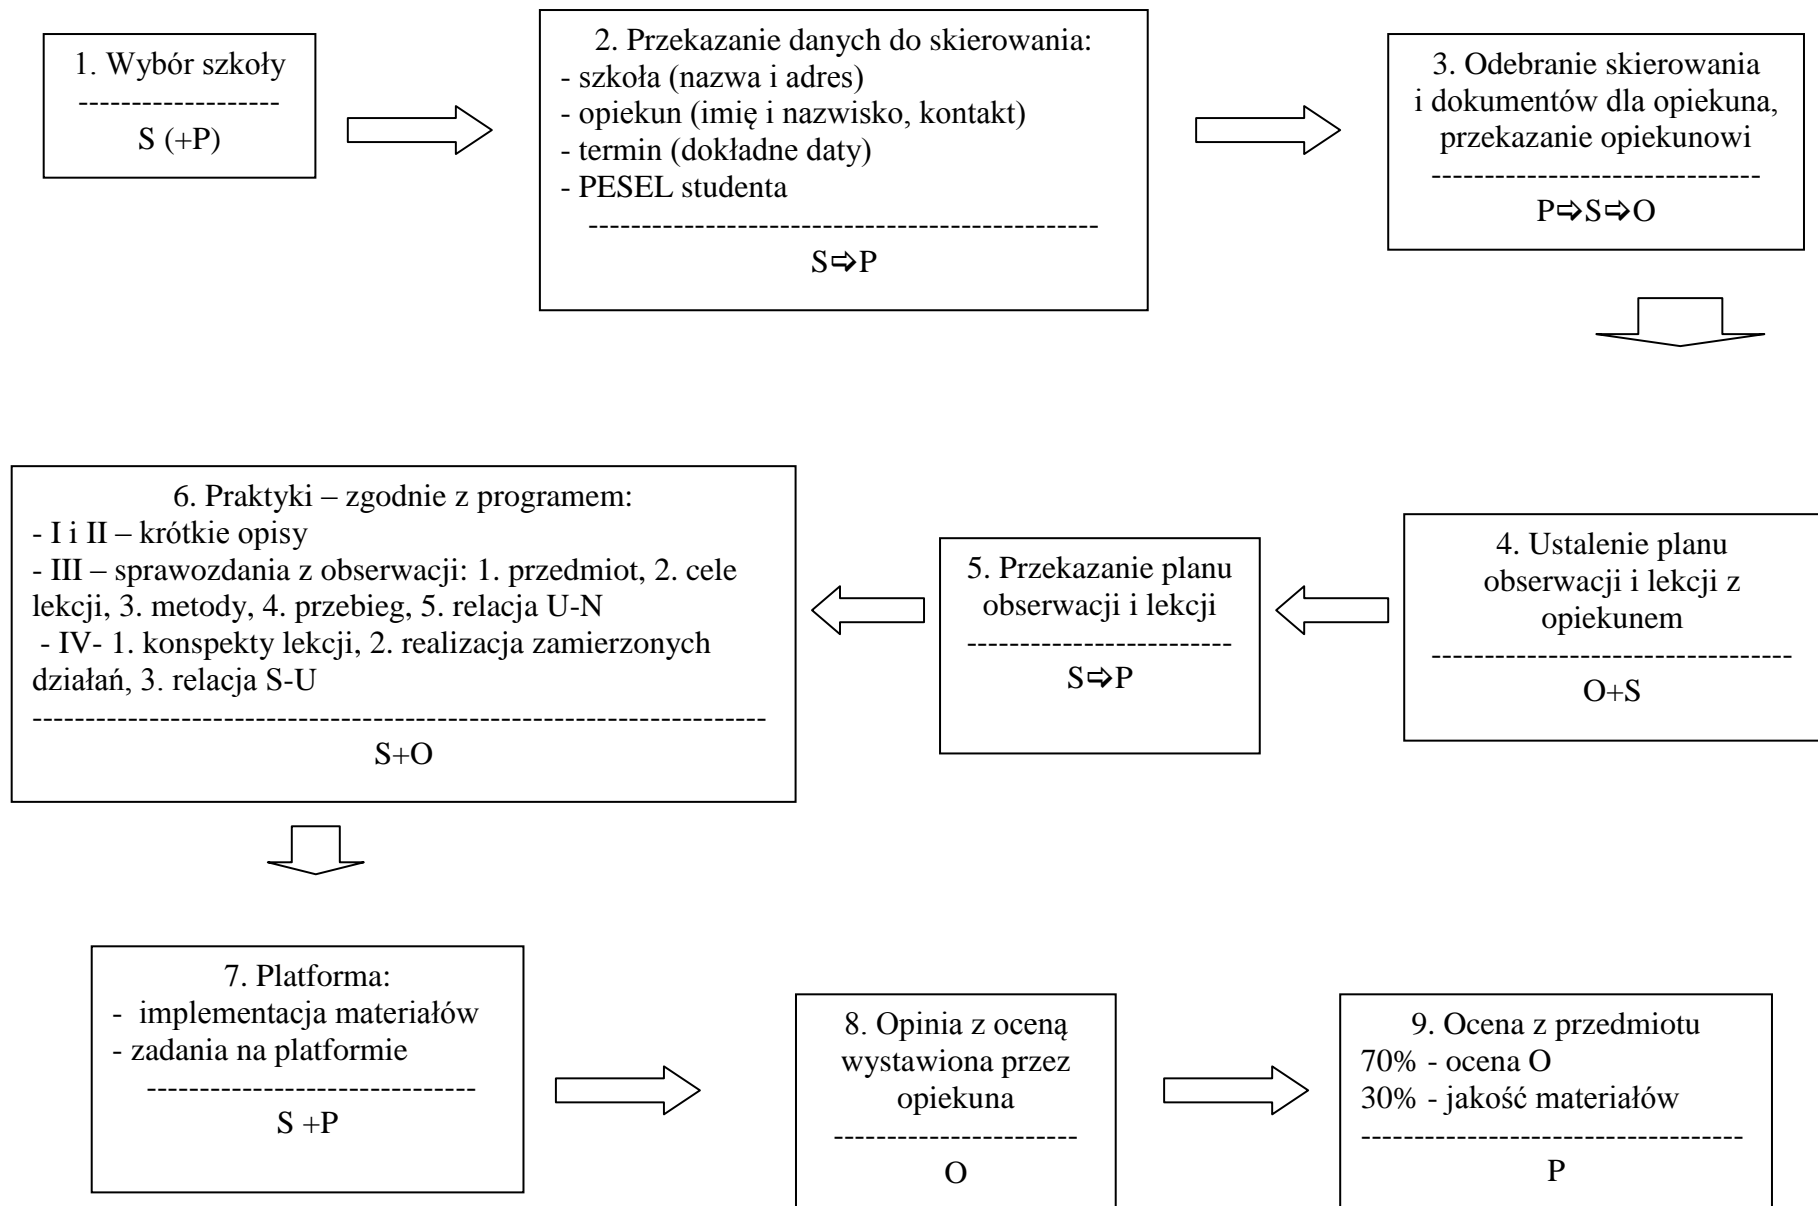 1. Wybór szkoły
-------------------
S (+P)
2. Przekazanie danych do skierowania:
- szkoła (nazwa i adres)
- opiekun (imię i nazwisko, kontakt)
- termin (dokładne daty)
- PESEL studenta
------------------------------------------------
S⇨P
3. Odebranie skierowania
i dokumentów dla opiekuna,
przekazanie opiekunowi
-------------------------------
P⇨S⇨O
4. Ustalenie planu
obserwacji i lekcji z
opiekunem
----------------------------------
O+S
5. Przekazanie planu
obserwacji i lekcji
-------------------------
S⇨P
6. Praktyki – zgodnie z programem:
- I i II – krótkie opisy
- III – sprawozdania z obserwacji: 1. przedmiot, 2. cele
lekcji, 3. metody, 4. przebieg, 5. relacja U-N
- IV- 1. konspekty lekcji, 2. realizacja zamierzonych
działań, 3. relacja S-U
---------------------------------------------------------------------
S+O
7. Platforma:
- implementacja materiałów
- zadania na platformie
-------------------------------
S +P
8. Opinia z oceną
wystawiona przez
opiekuna
-----------------------
O
9. Ocena z przedmiotu
70% - ocena O
30% - jakość materiałów
------------------------------------
P